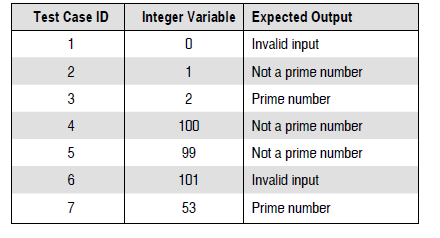 Test Case ID Integer Variable Expected Output
1 0 Invalid input
2 1 Not a prime number
3 2 Prime number
4 100 Not a prime number
5 99 Not a prime number
6 101 Invalid input
7 53 Prime number